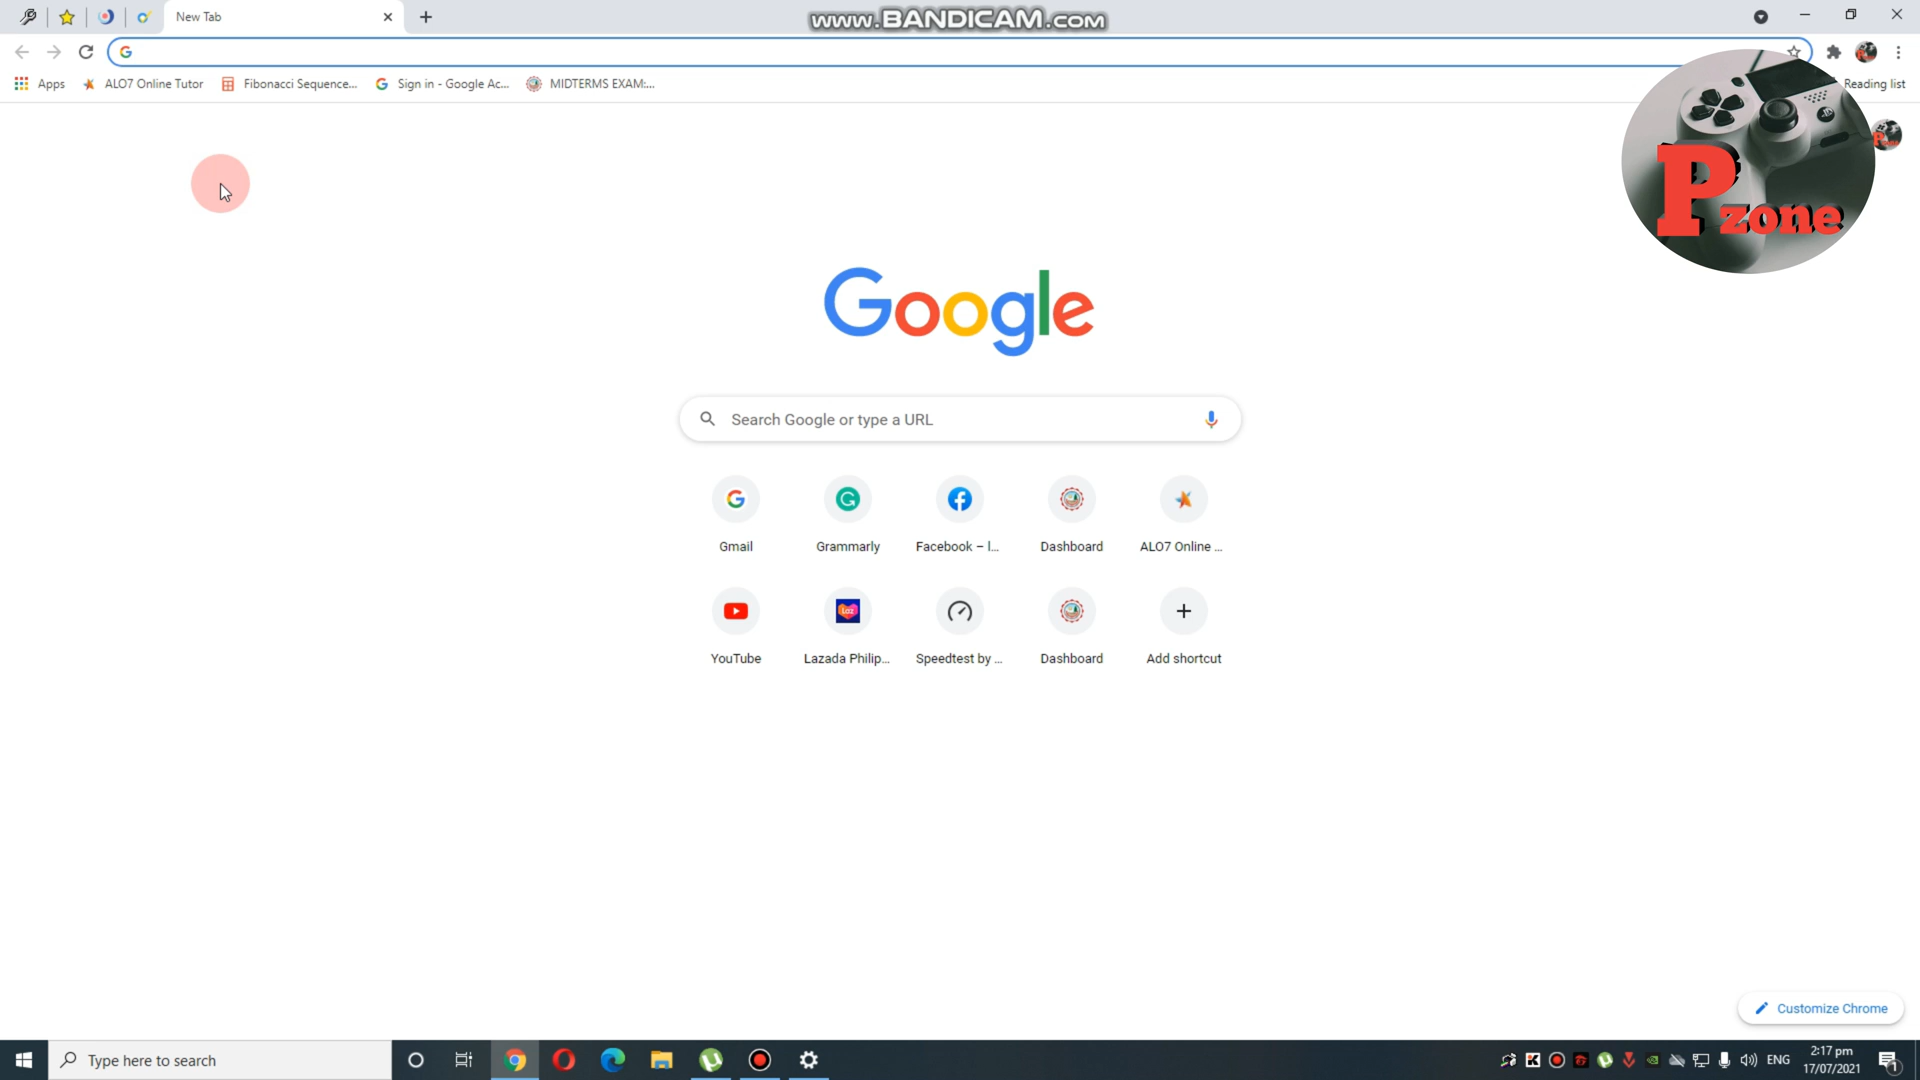 New Tab
www.BANDICAM.com
Apps
ALO7 Online Tutor
Fibonacci Sequence...
Sign in - Google Ac...
MIDTERMS EXAM:...
Reading list
Pzone
Google
Search Google or type a URL
Gmail
Grammarly
Facebook – l...
Dashboard
ALO7 Online ...
YouTube
Lazada Philip...
Speedtest by ...
Dashboard
Add shortcut
Customize Chrome
Type here to search
ENG
2:17 pm
17/07/2021